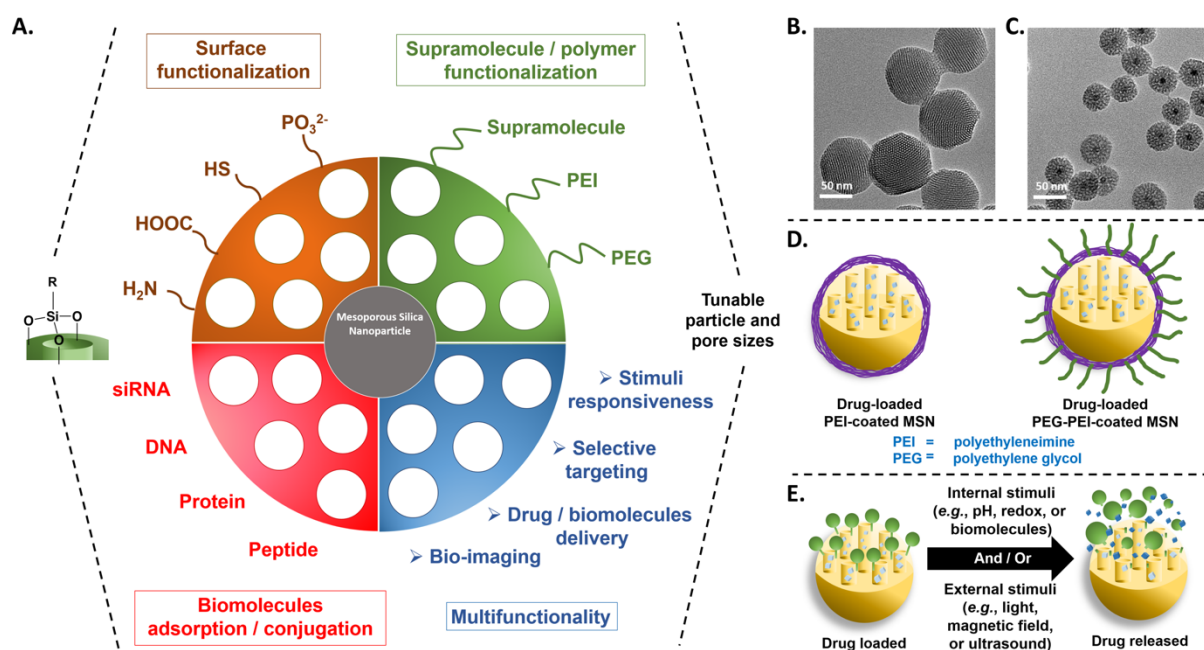 A.
Surface
functionalization
Supramolecule / polymer
functionalization
PO₃²⁻
HS
HOOC
H₂N
Supramolecule
PEI
PEG
R
Si
O
O
O
Mesoporous Silica
Nanoparticle
Tunable
particle and
pore sizes
siRNA
DNA
Protein
Peptide
➢ Stimuli
responsiveness
➢ Selective
targeting
➢ Drug / biomolecules
delivery
➢ Bio-imaging
Biomolecules
adsorption / conjugation
Multifunctionality
B.
50 nm
C.
50 nm
D.
Drug-loaded
PEI-coated MSN
Drug-loaded
PEG-PEI-coated MSN
PEI = polyethyleneimine
PEG = polyethylene glycol
E.
Drug loaded
Internal stimuli
(e.g., pH, redox, or
biomolecules)
And / Or
External stimuli
(e.g., light,
magnetic field,
or ultrasound)
Drug released